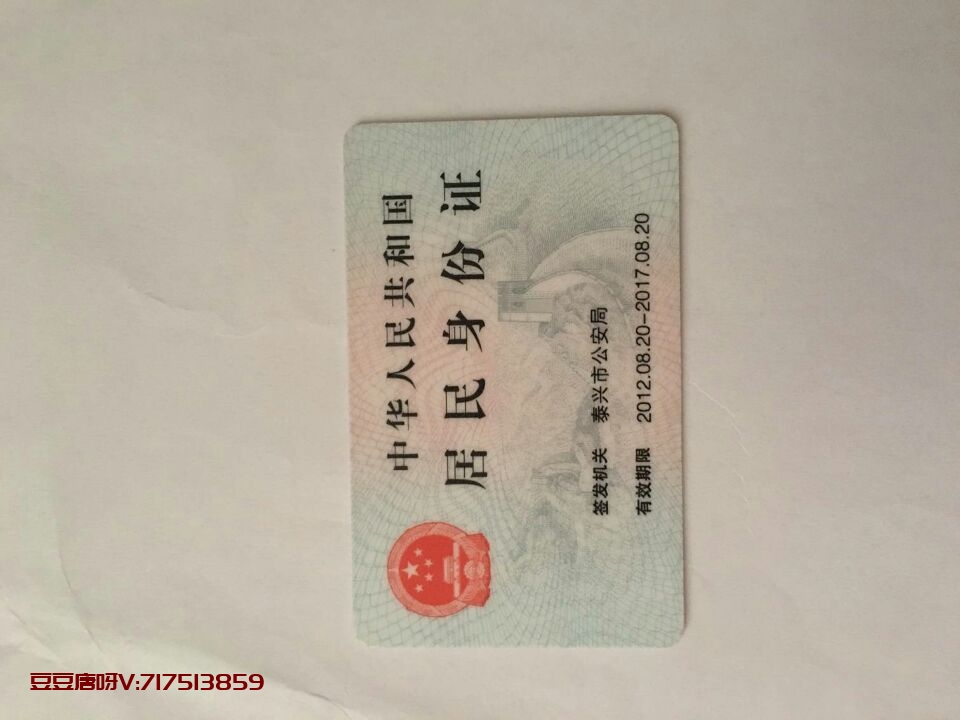 中华人民共和国
居民身份证
签发机关 泰兴市公安局
有效期限 2012.08.20-2017.08.20
豆豆唐呀V:717513859